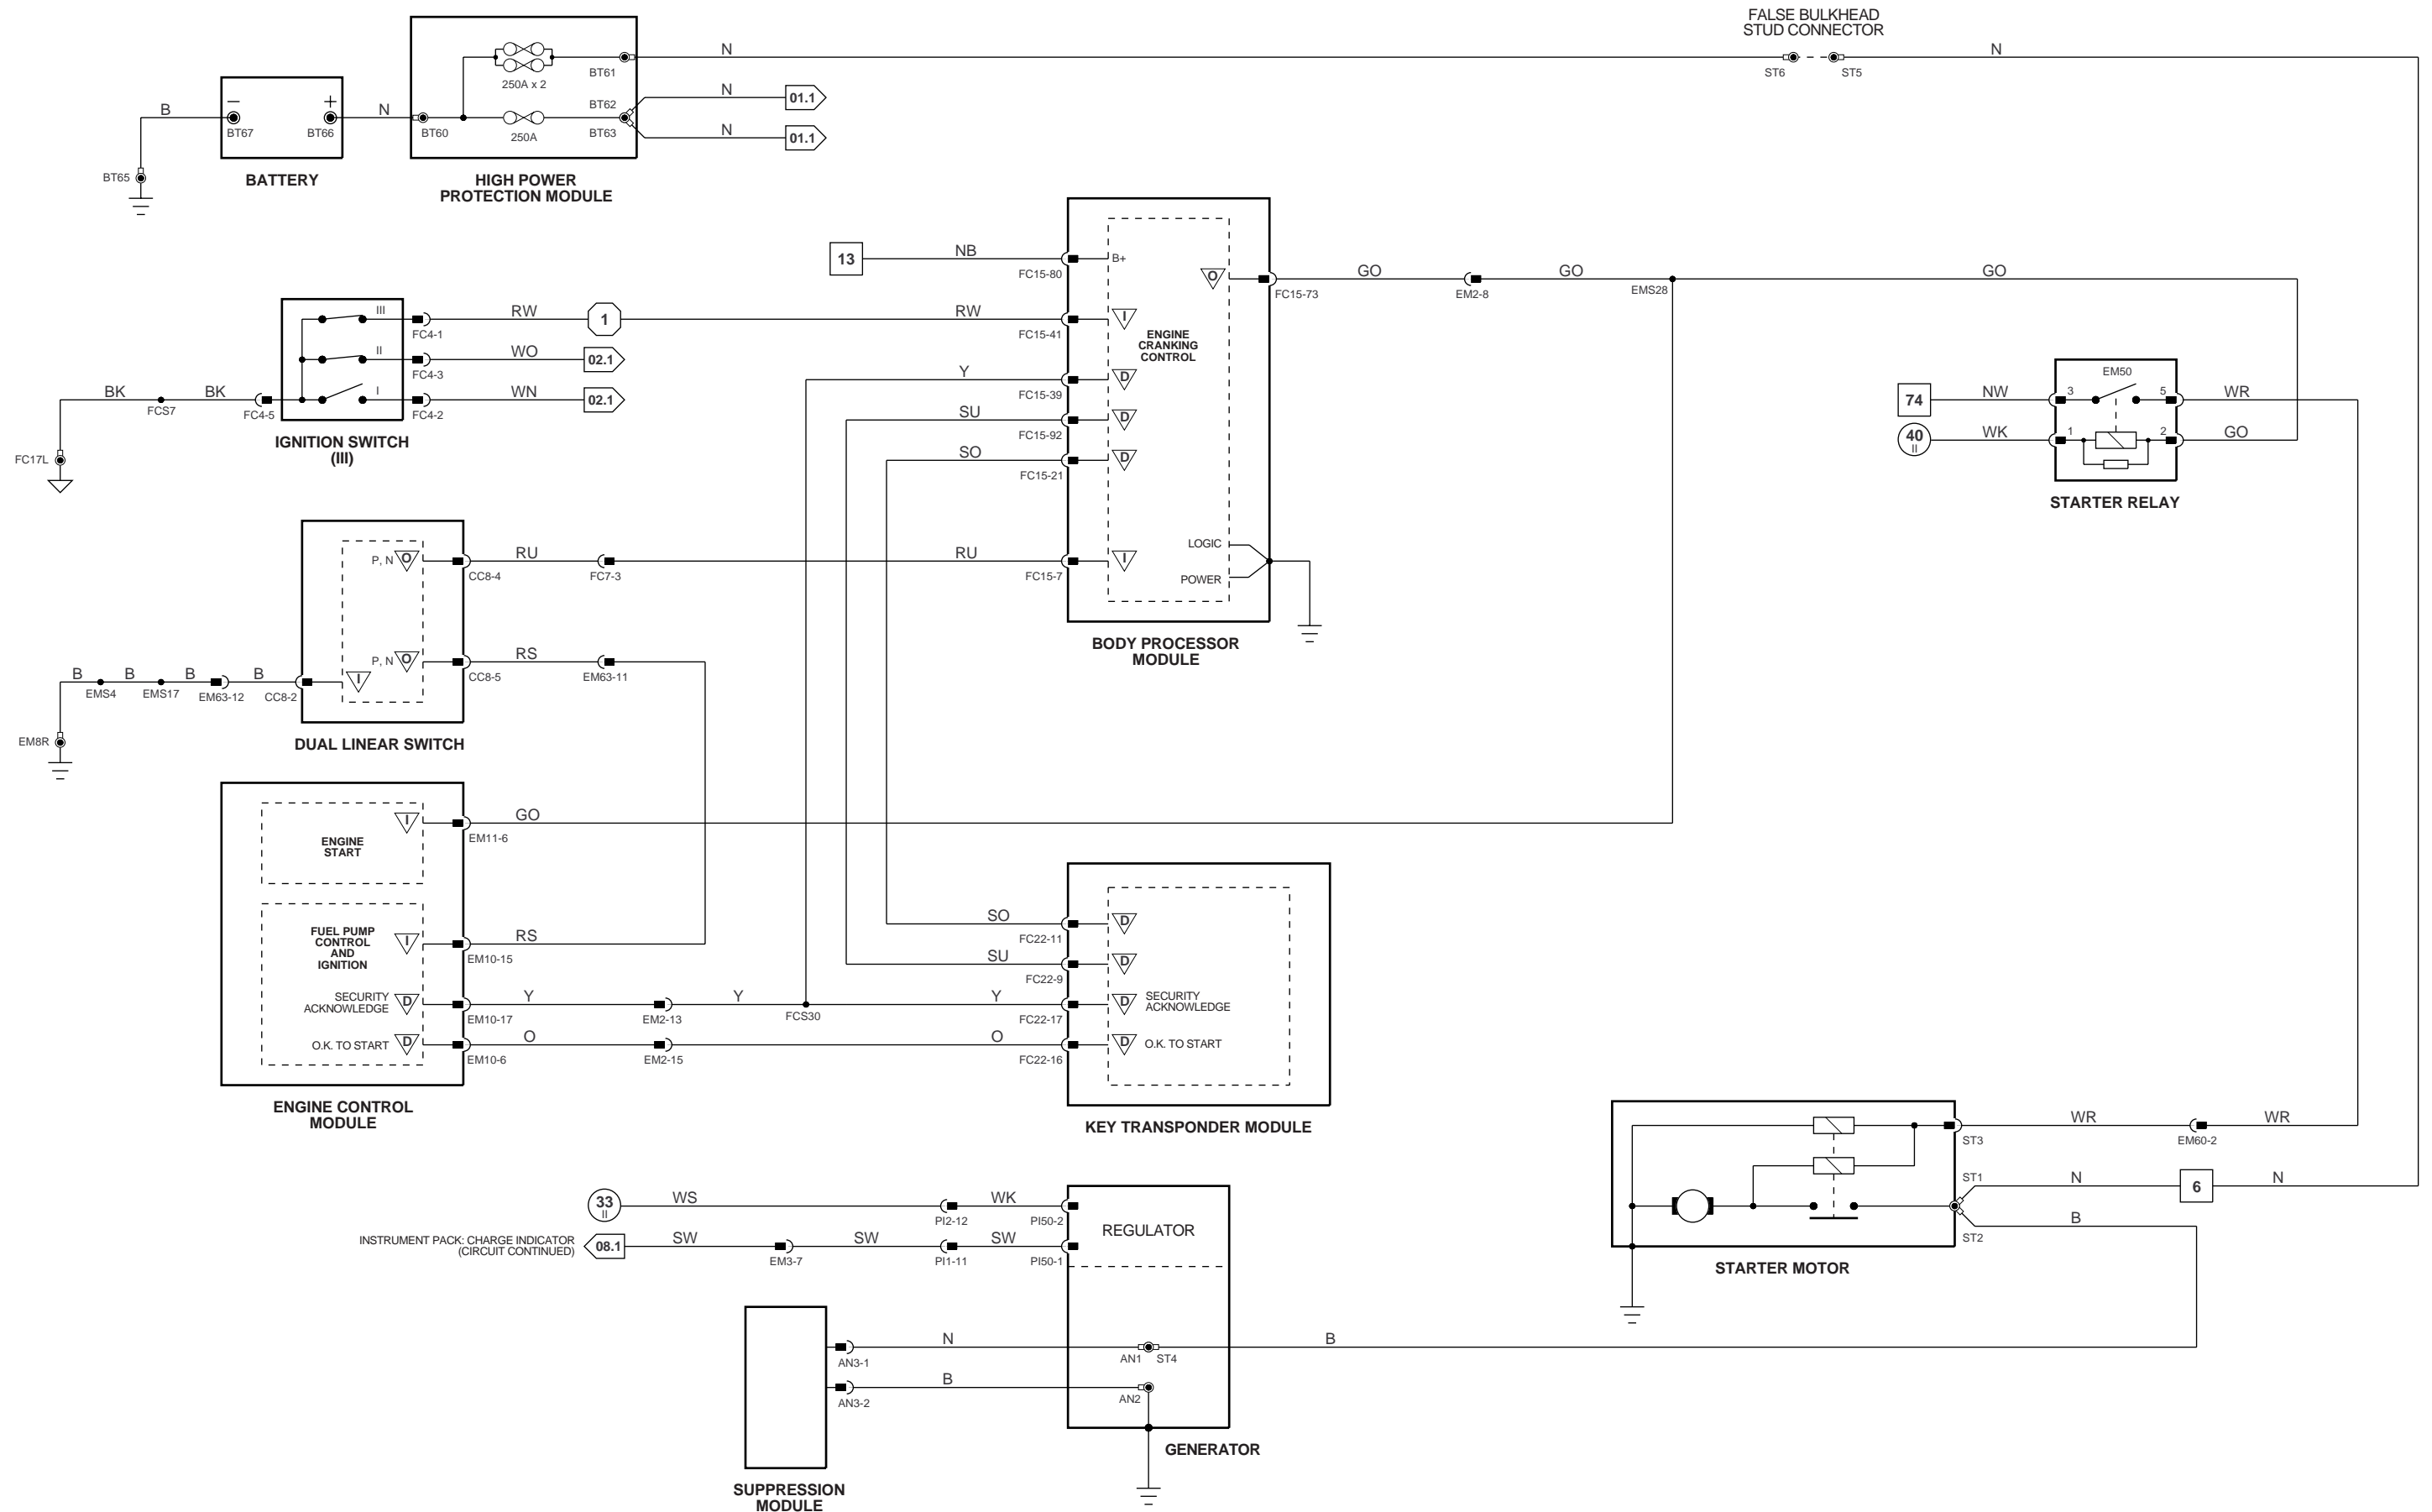 FALSE BULKHEAD
STUD CONNECTOR
N
N
ST6
ST5
BT61
250A x 2
BT62
N
01.1
B
–
+
N
BT67
BT66
BT60
250A
BT63
N
01.1
BT65
BATTERY
HIGH POWER
PROTECTION MODULE
13
NB
FC15-80
B+
O
FC15-73
GO
EM2-8
GO
EMS28
GO
III
FC4-1
RW
1
RW
FC15-41
I
ENGINE
CRANKING
CONTROL
II
FC4-3
WO
02.1
BK
FCS7
BK
FC4-5
I
FC4-2
WN
02.1
Y
FC15-39
D
SU
FC15-92
D
SO
FC15-21
D
IGNITION SWITCH
(III)
FC17L
EM50
74
NW
3
5
WR
40
II
WK
1
2
GO
STARTER RELAY
P, N
O
CC8-4
RU
FC7-3
RU
FC15-7
I
LOGIC
POWER
BODY PROCESSOR
MODULE
P, N
O
CC8-5
RS
EM63-11
B
EMS4
B
EMS17
B
EM63-12
B
CC8-2
I
EM8R
DUAL LINEAR SWITCH
ENGINE
START
I
EM11-6
GO
FUEL PUMP
CONTROL
AND
IGNITION
I
EM10-15
RS
SECURITY
ACKNOWLEDGE
D
EM10-17
Y
EM2-13
Y
FCS30
Y
FC22-17
D
SECURITY
ACKNOWLEDGE
O.K. TO START
D
EM10-6
O
EM2-15
O
FC22-16
D
O.K. TO START
SO
FC22-11
D
SU
FC22-9
D
ENGINE CONTROL
MODULE
KEY TRANSPONDER MODULE
ST3
WR
EM60-2
WR
ST1
N
6
N
B
ST2
STARTER MOTOR
33
II
WS
PI2-12
WK
PI50-2
REGULATOR
INSTRUMENT PACK: CHARGE INDICATOR
(CIRCUIT CONTINUED)
08.1
SW
EM3-7
SW
PI1-11
SW
PI50-1
AN3-1
N
AN1
ST4
B
AN3-2
B
AN2
GENERATOR
SUPPRESSION
MODULE